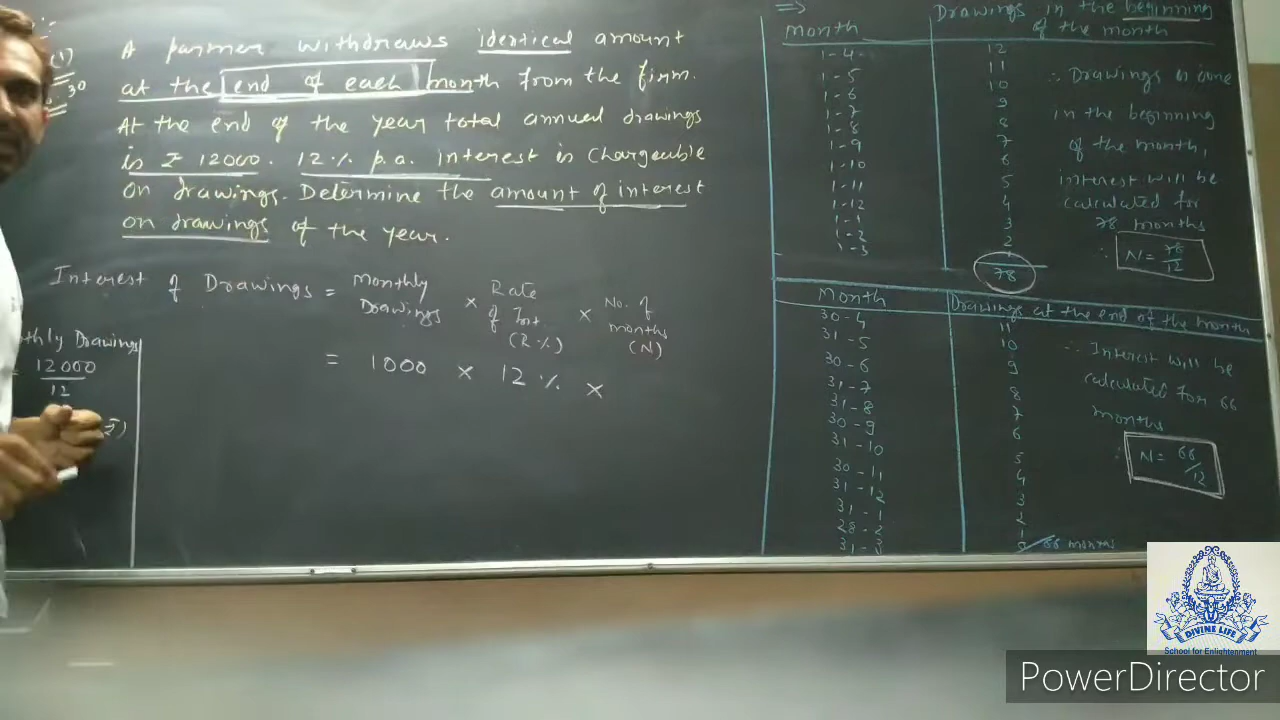 (1)
30
A partner withdraws identical amount
at the end of each month from the firm.
At the end of the year total annual drawings
is ₹ 12000. 12% p.a. interest is chargeable
on drawings. Determine the amount of interest
on drawings of the year.
Interest of Drawings = Monthly Drawings × Rate of Int. (R%) × No. of months (N)
= 1000 × 12% ×
thly Drawings
12000
12
₹)
⇒
Month
Drawings in the beginning of the month
1-4 12
1-5 11
1-6 10
1-7 9
1-8 8
1-9 7
1-10 6
1-11 5
1-12 4
1-1 3
1-2 2
1-3
78
∴ Drawings is
in the beginning
of the month,
interest will be
calculated for
78 months
∴ N = 78/12
Month
Drawings at the end of the month
30-4 11
31-5 10
30-6 9
31-7 8
31-8 7
30-9 6
31-10 5
30-11 4
31-12 3
31-1 2
28-2 1
31-3 0
66 months
∴ Interest will be
calculated for 66
months
∴ N = 66/12
DIVINE LIFE
School for Enlightenment
PowerDirector